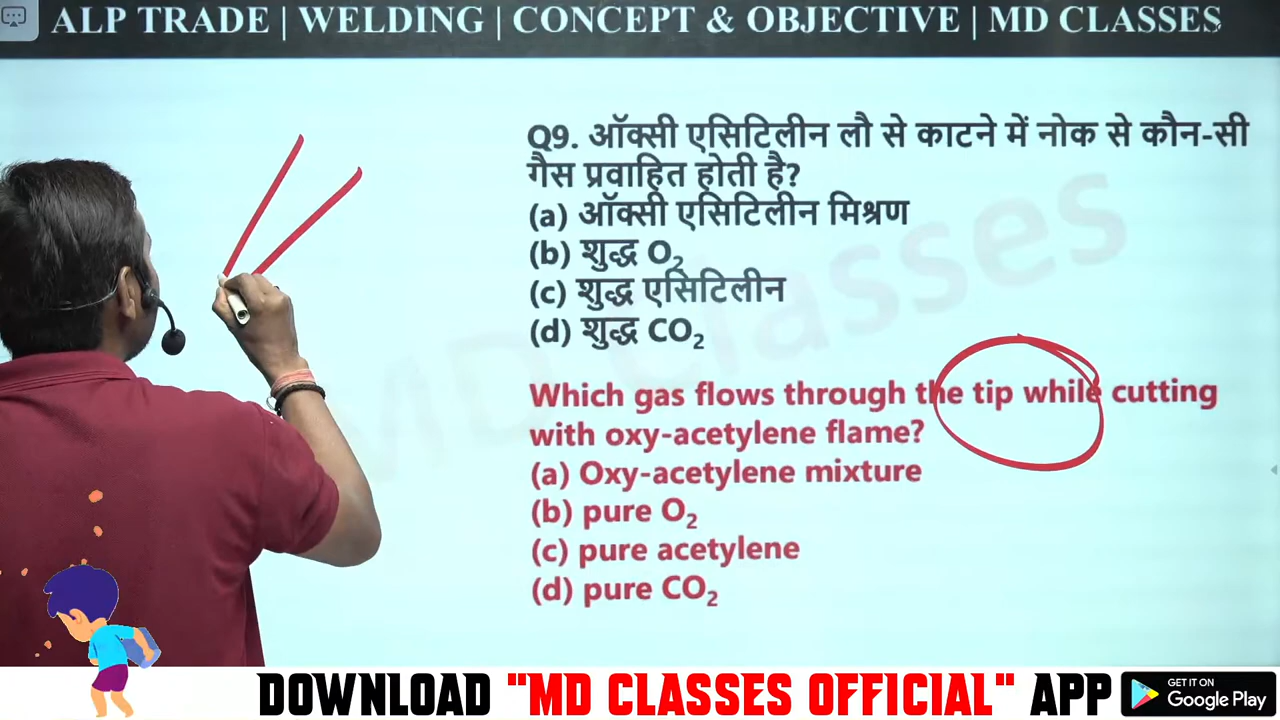 ALP TRADE | WELDING | CONCEPT & OBJECTIVE | MD CLASSES
Q9. ऑक्सी एसिटिलीन लौ से काटने में नोक से कौन-सी
गैस प्रवाहित होती है?
(a) ऑक्सी एसिटिलीन मिश्रण
(b) शुद्ध O₂
(c) शुद्ध एसिटिलीन
(d) शुद्ध CO₂
Which gas flows through the tip while cutting
with oxy-acetylene flame?
(a) Oxy-acetylene mixture
(b) pure O₂
(c) pure acetylene
(d) pure CO₂
MD Classes
DOWNLOAD "MD CLASSES OFFICIAL" APP
GET IT ON
Google Play